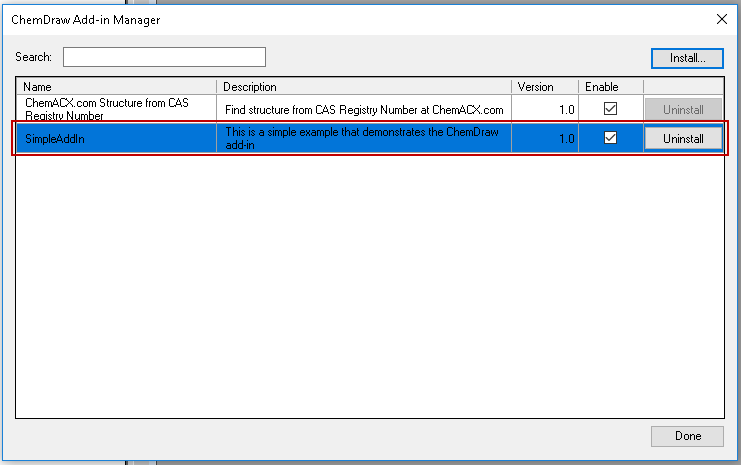 ChemDraw Add-in Manager
Search:
Install...
Name Description Version Enable
ChemACX.com Structure from CAS
Registry Number
Find structure from CAS Registry Number at ChemACX.com 1.0 Uninstall
SimpleAddIn
This is a simple example that demonstrates the ChemDraw
add-in
1.0 Uninstall
Done